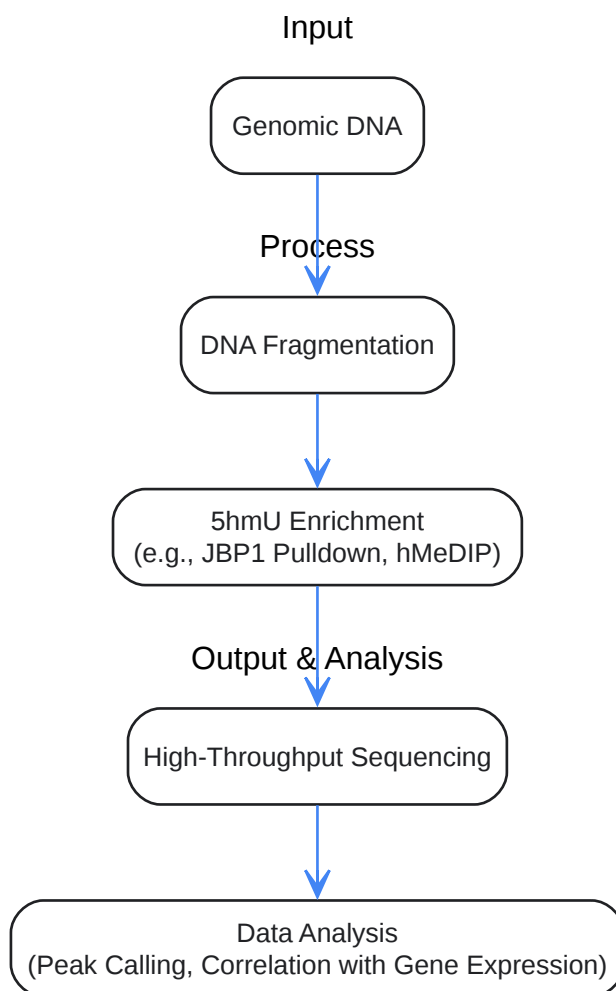 Input
Genomic DNA
Process
DNA Fragmentation
5hmU Enrichment
(e.g., JBP1 Pulldown, hMeDIP)
Output & Analysis
High-Throughput Sequencing
Data Analysis
(Peak Calling, Correlation with Gene Expression)